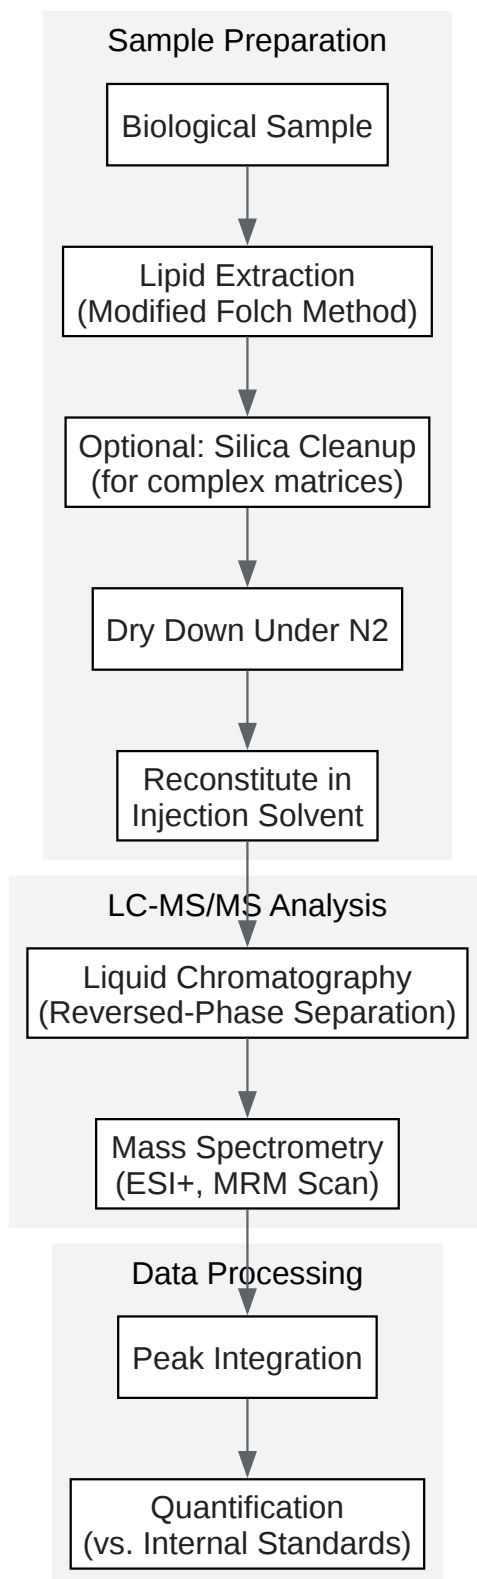 Sample Preparation
Biological Sample
Lipid Extraction
(Modified Folch Method)
Optional: Silica Cleanup
(for complex matrices)
Dry Down Under N2
Reconstitute in
Injection Solvent
LC-MS/MS Analysis
Liquid Chromatography
(Reversed-Phase Separation)
Mass Spectrometry
(ESI+, MRM Scan)
Data Processing
Peak Integration
Quantification
(vs. Internal Standards)